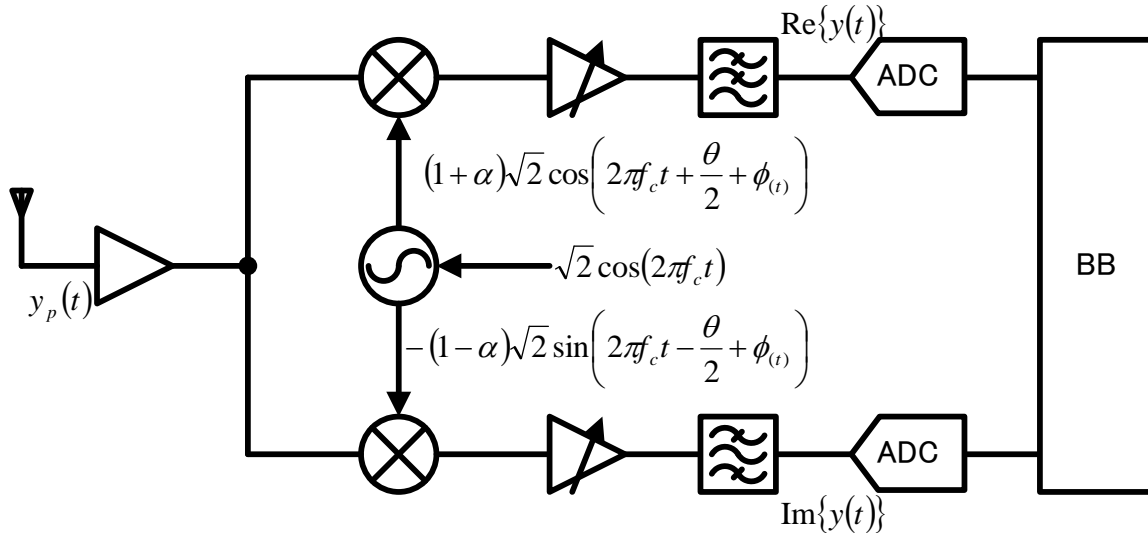 Re{y(t)}
ADC
(1+α)√2 cos(2πf_c t + θ/2 + ϕ_(t))
√2 cos(2πf_c t)
BB
y_p(t)
−(1−α)√2 sin(2πf_c t − θ/2 + ϕ_(t))
ADC
Im{y(t)}